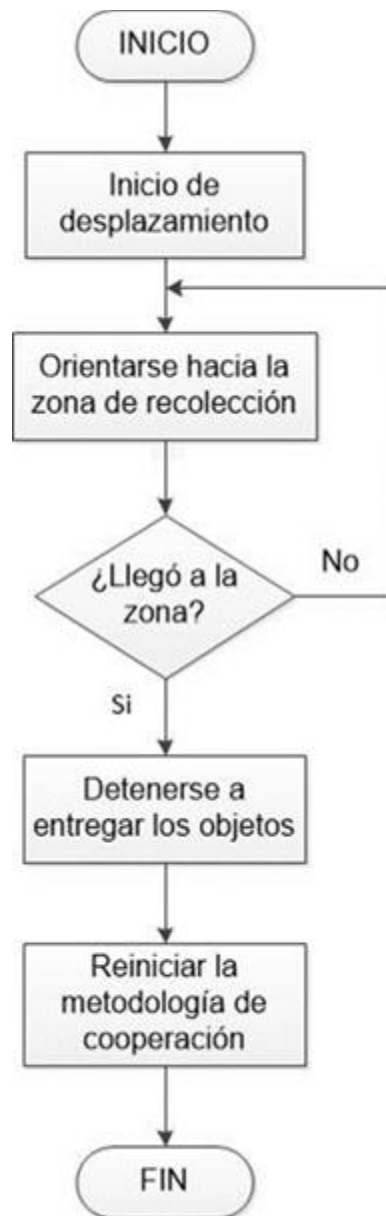 INICIO
Inicio de
desplazamiento
Orientarse hacia la
zona de recolección
¿Llegó a la
zona?
No
Si
Detenerse a
entregar los objetos
Reiniciar la
metodología de
cooperación
FIN